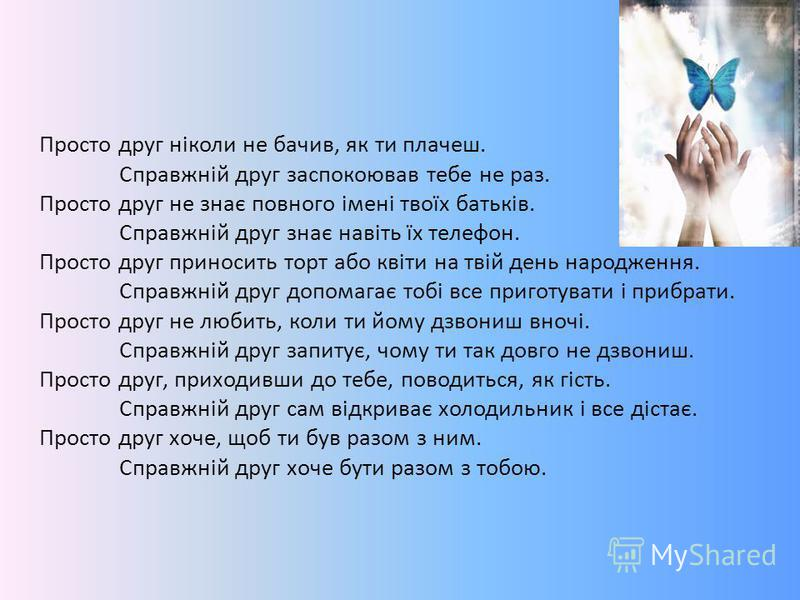 Просто друг ніколи не бачив, як ти плачеш.
Справжній друг заспокоював тебе не раз.
Просто друг не знає повного імені твоїх батьків.
Справжній друг знає навіть їх телефон.
Просто друг приносить торт або квіти на твій день народження.
Справжній друг допомагає тобі все приготувати і прибрати.
Просто друг не любить, коли ти йому дзвониш вночі.
Справжній друг запитує, чому ти так довго не дзвониш.
Просто друг, приходивши до тебе, поводиться, як гість.
Справжній друг сам відкриває холодильник і все дістає.
Просто друг хоче, щоб ти був разом з ним.
Справжній друг хоче бути разом з тобою.
MyShared